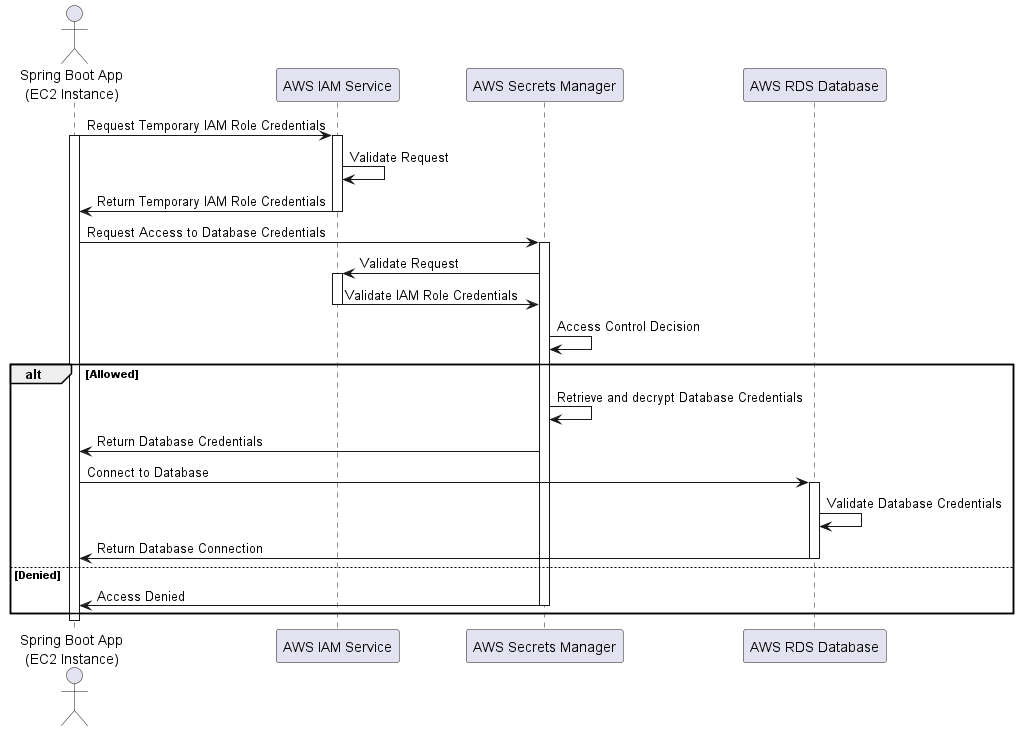 Spring Boot App
(EC2 Instance)
AWS IAM Service
AWS Secrets Manager
AWS RDS Database
Request Temporary IAM Role Credentials
Validate Request
Return Temporary IAM Role Credentials
Request Access to Database Credentials
Validate Request
Validate IAM Role Credentials
Access Control Decision
alt
[Allowed]
Retrieve and decrypt Database Credentials
Return Database Credentials
Connect to Database
Validate Database Credentials
Return Database Connection
[Denied]
Access Denied
Spring Boot App
(EC2 Instance)
AWS IAM Service
AWS Secrets Manager
AWS RDS Database